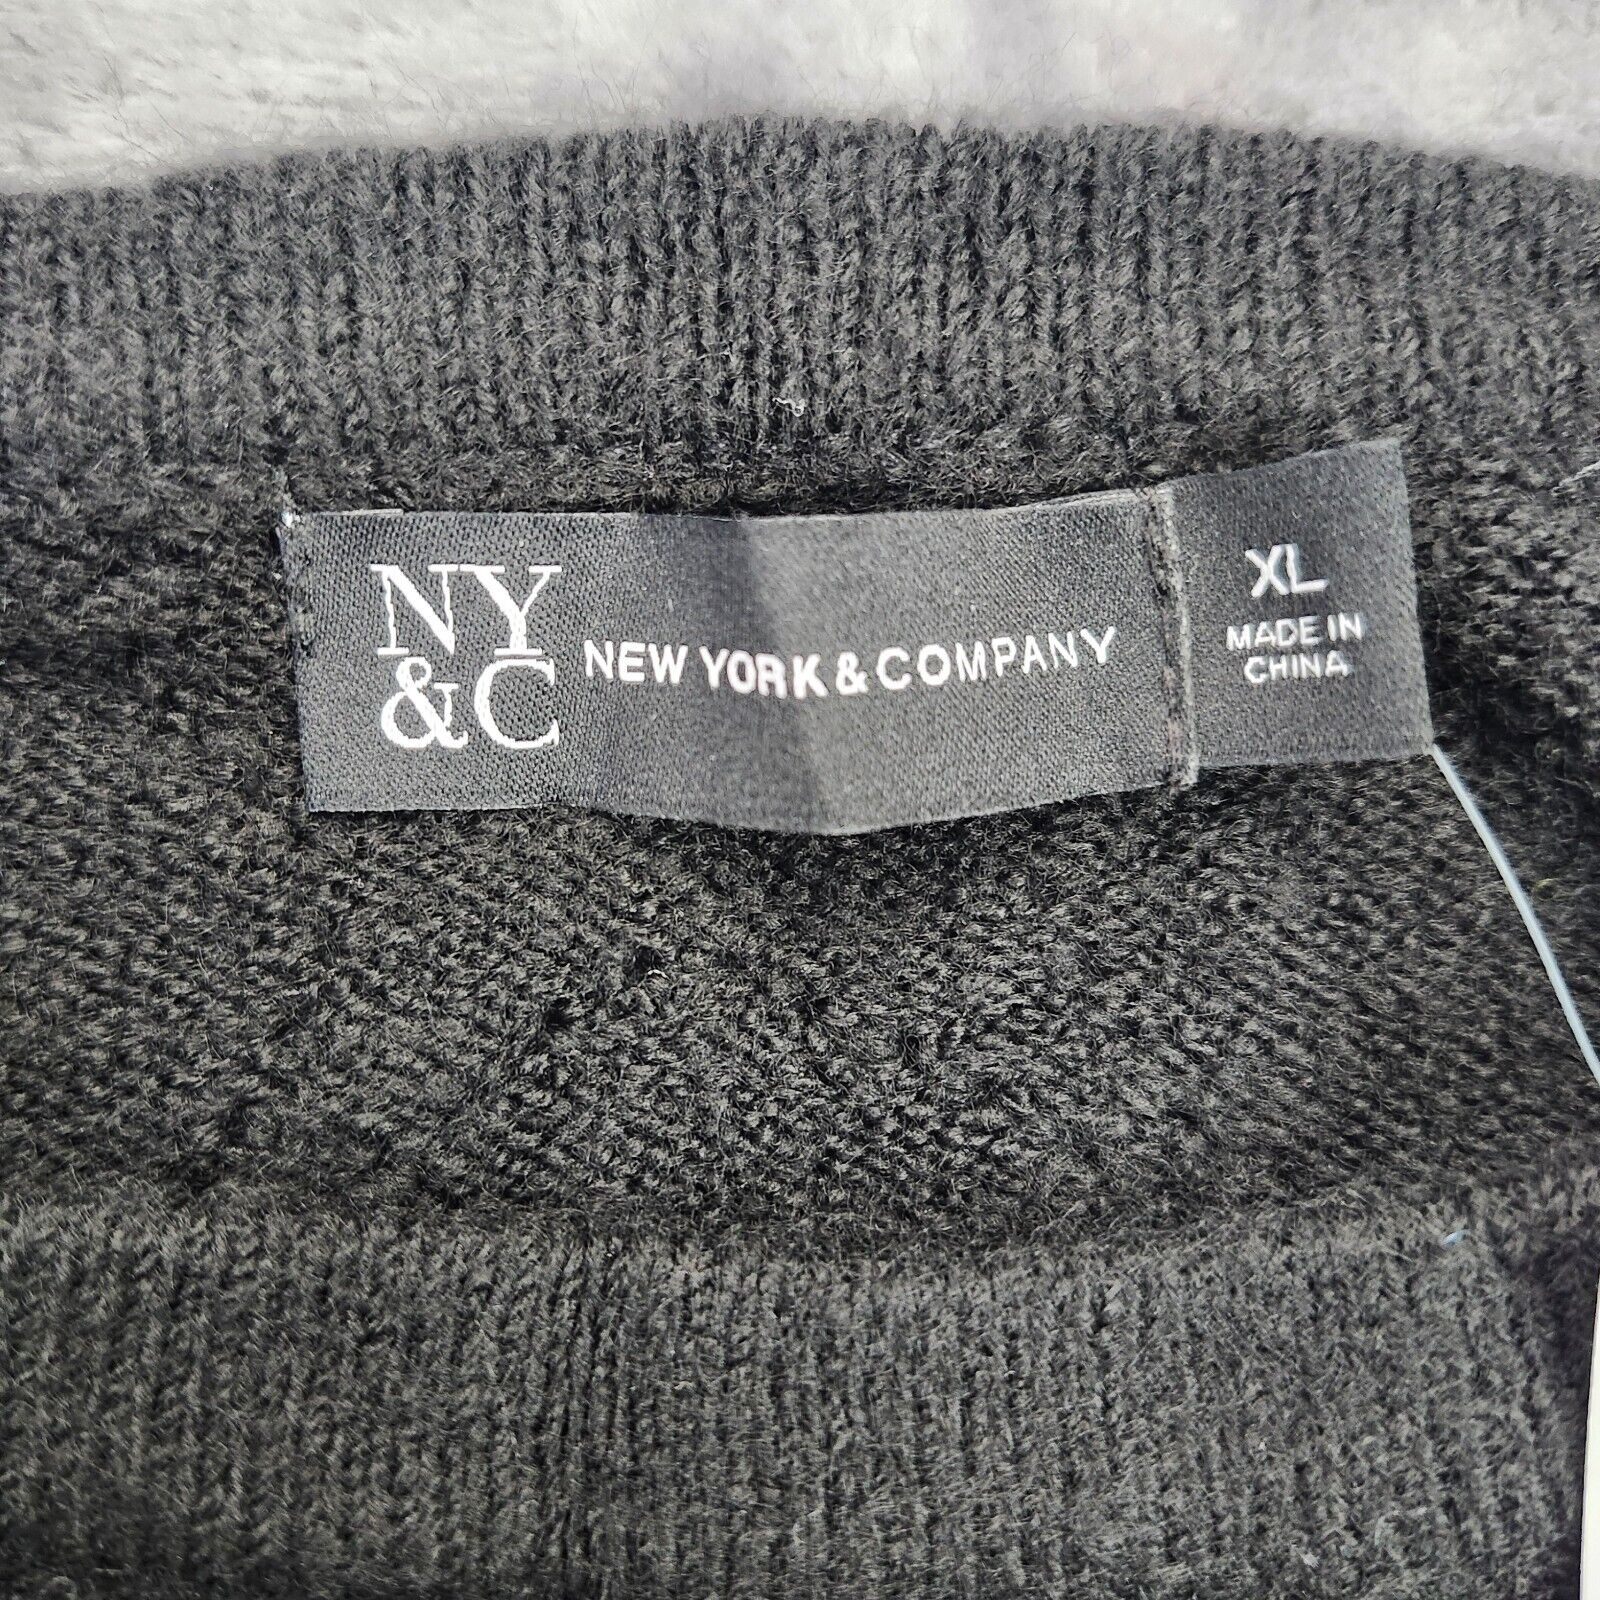 NY
&C
NEW YORK & COMPANY
XL
MADE IN
CHINA